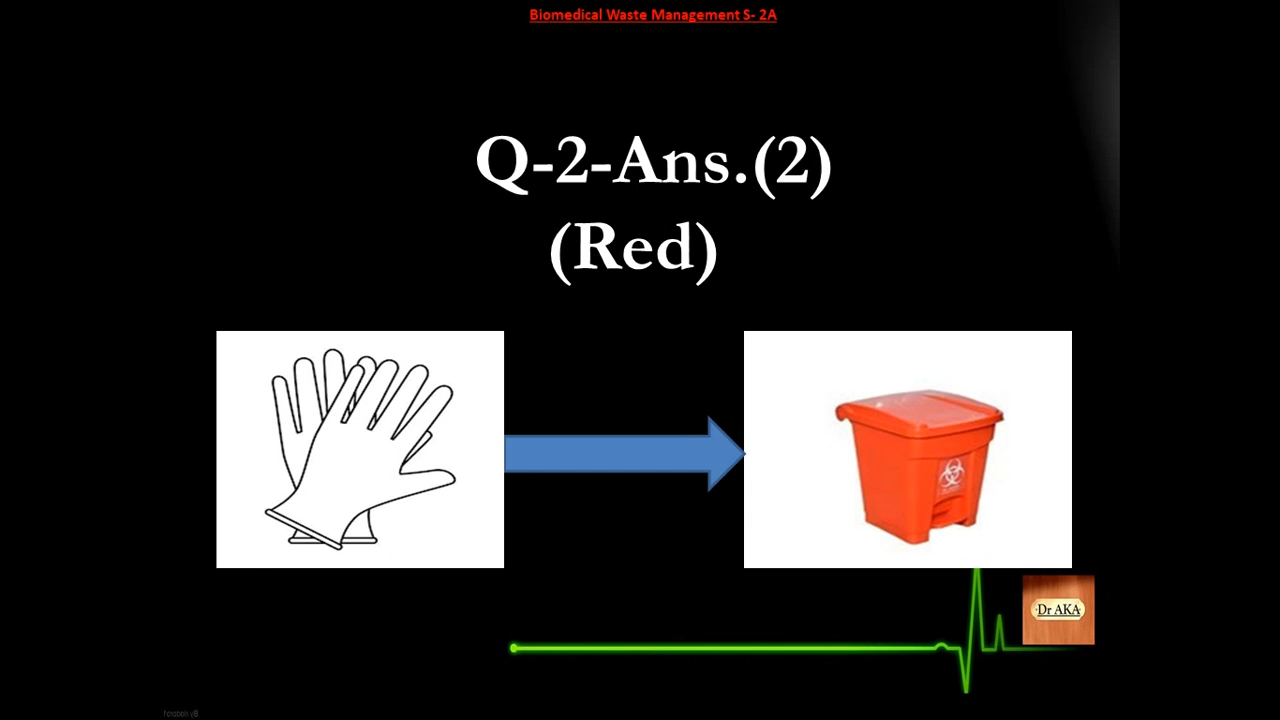 Biomedical Waste Management S- 2A
Q-2-Ans.(2)
(Red)
Dr AKA